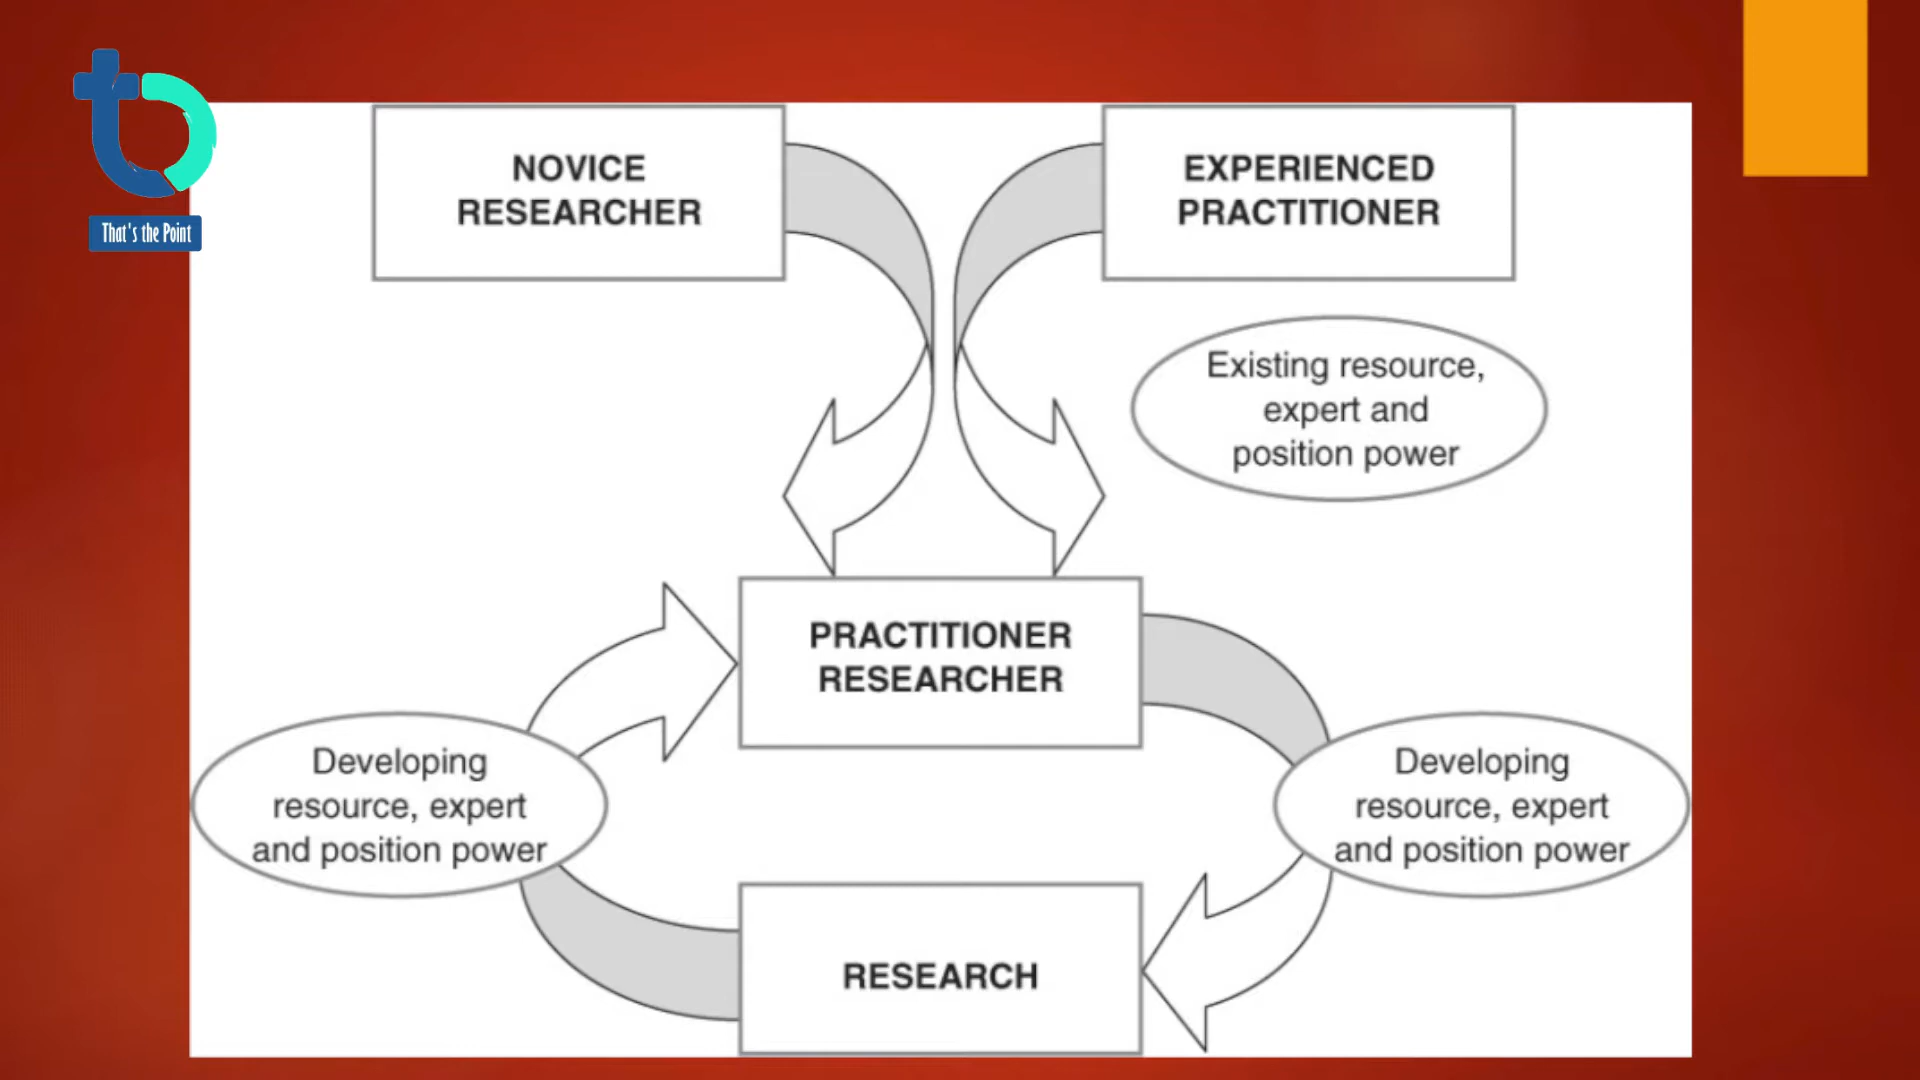 That's the Point
NOVICE
RESEARCHER
EXPERIENCED
PRACTITIONER
Existing resource,
expert and
position power
PRACTITIONER
RESEARCHER
Developing
resource, expert
and position power
Developing
resource, expert
and position power
RESEARCH